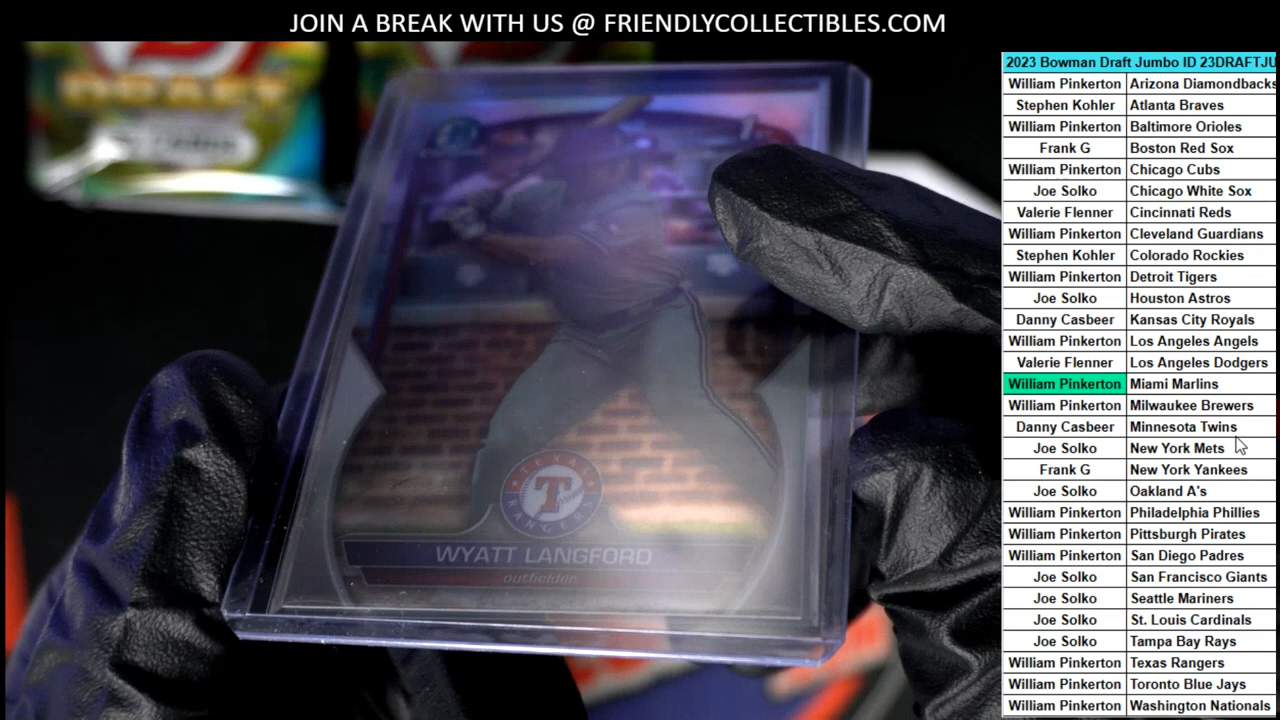 JOIN A BREAK WITH US @ FRIENDLYCOLLECTIBLES.COM
DRAFT
TEXAS
T
RANGERS
WYATT LANGFORD
outfielder
2023 Bowman Draft Jumbo ID 23DRAFTJU
William Pinkerton Arizona Diamondbacks
Stephen Kohler Atlanta Braves
William Pinkerton Baltimore Orioles
Frank G Boston Red Sox
William Pinkerton Chicago Cubs
Joe Solko Chicago White Sox
Valerie Flenner Cincinnati Reds
William Pinkerton Cleveland Guardians
Stephen Kohler Colorado Rockies
William Pinkerton Detroit Tigers
Joe Solko Houston Astros
Danny Casbeer Kansas City Royals
William Pinkerton Los Angeles Angels
Valerie Flenner Los Angeles Dodgers
William Pinkerton Miami Marlins
William Pinkerton Milwaukee Brewers
Danny Casbeer Minnesota Twins
Joe Solko New York Mets
Frank G New York Yankees
Joe Solko Oakland A's
William Pinkerton Philadelphia Phillies
William Pinkerton Pittsburgh Pirates
William Pinkerton San Diego Padres
Joe Solko San Francisco Giants
Joe Solko Seattle Mariners
Joe Solko St. Louis Cardinals
Joe Solko Tampa Bay Rays
William Pinkerton Texas Rangers
William Pinkerton Toronto Blue Jays
William Pinkerton Washington Nationals